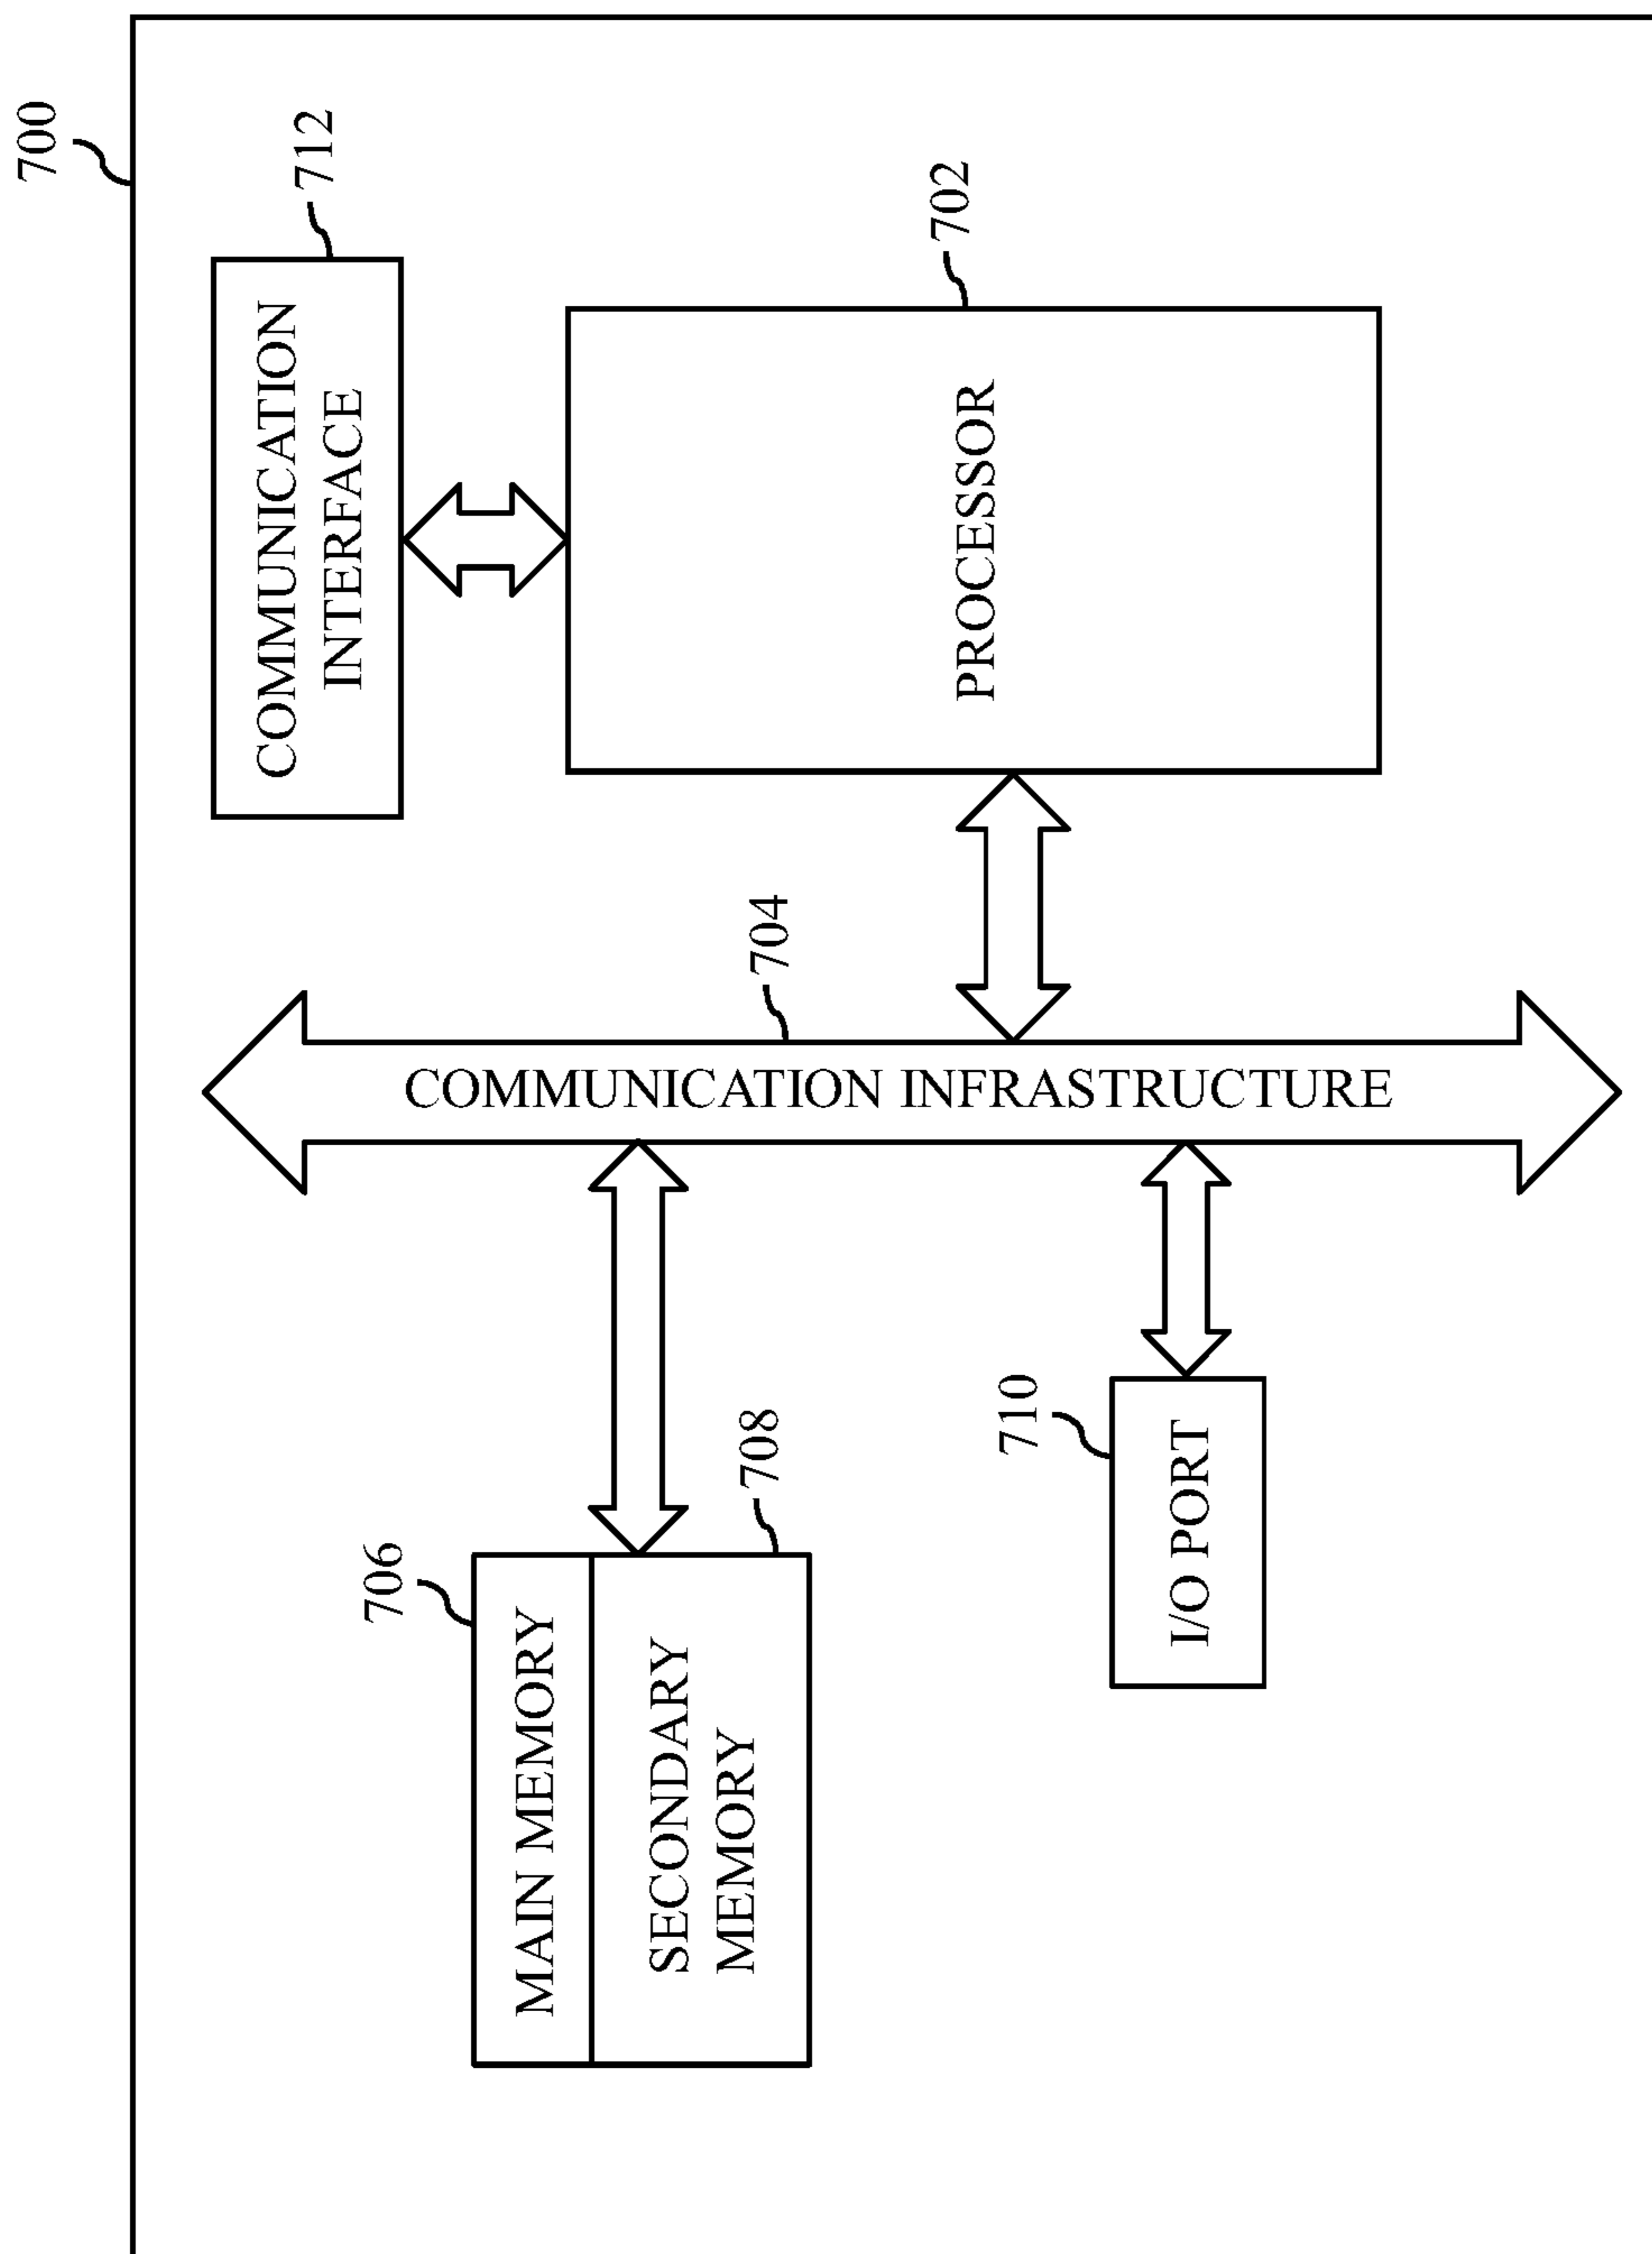 700
706
MAIN MEMORY
708
SECONDARY
MEMORY
710
I/O PORT
704
COMMUNICATION INFRASTRUCTURE
712
COMMUNICATION
INTERFACE
702
PROCESSOR